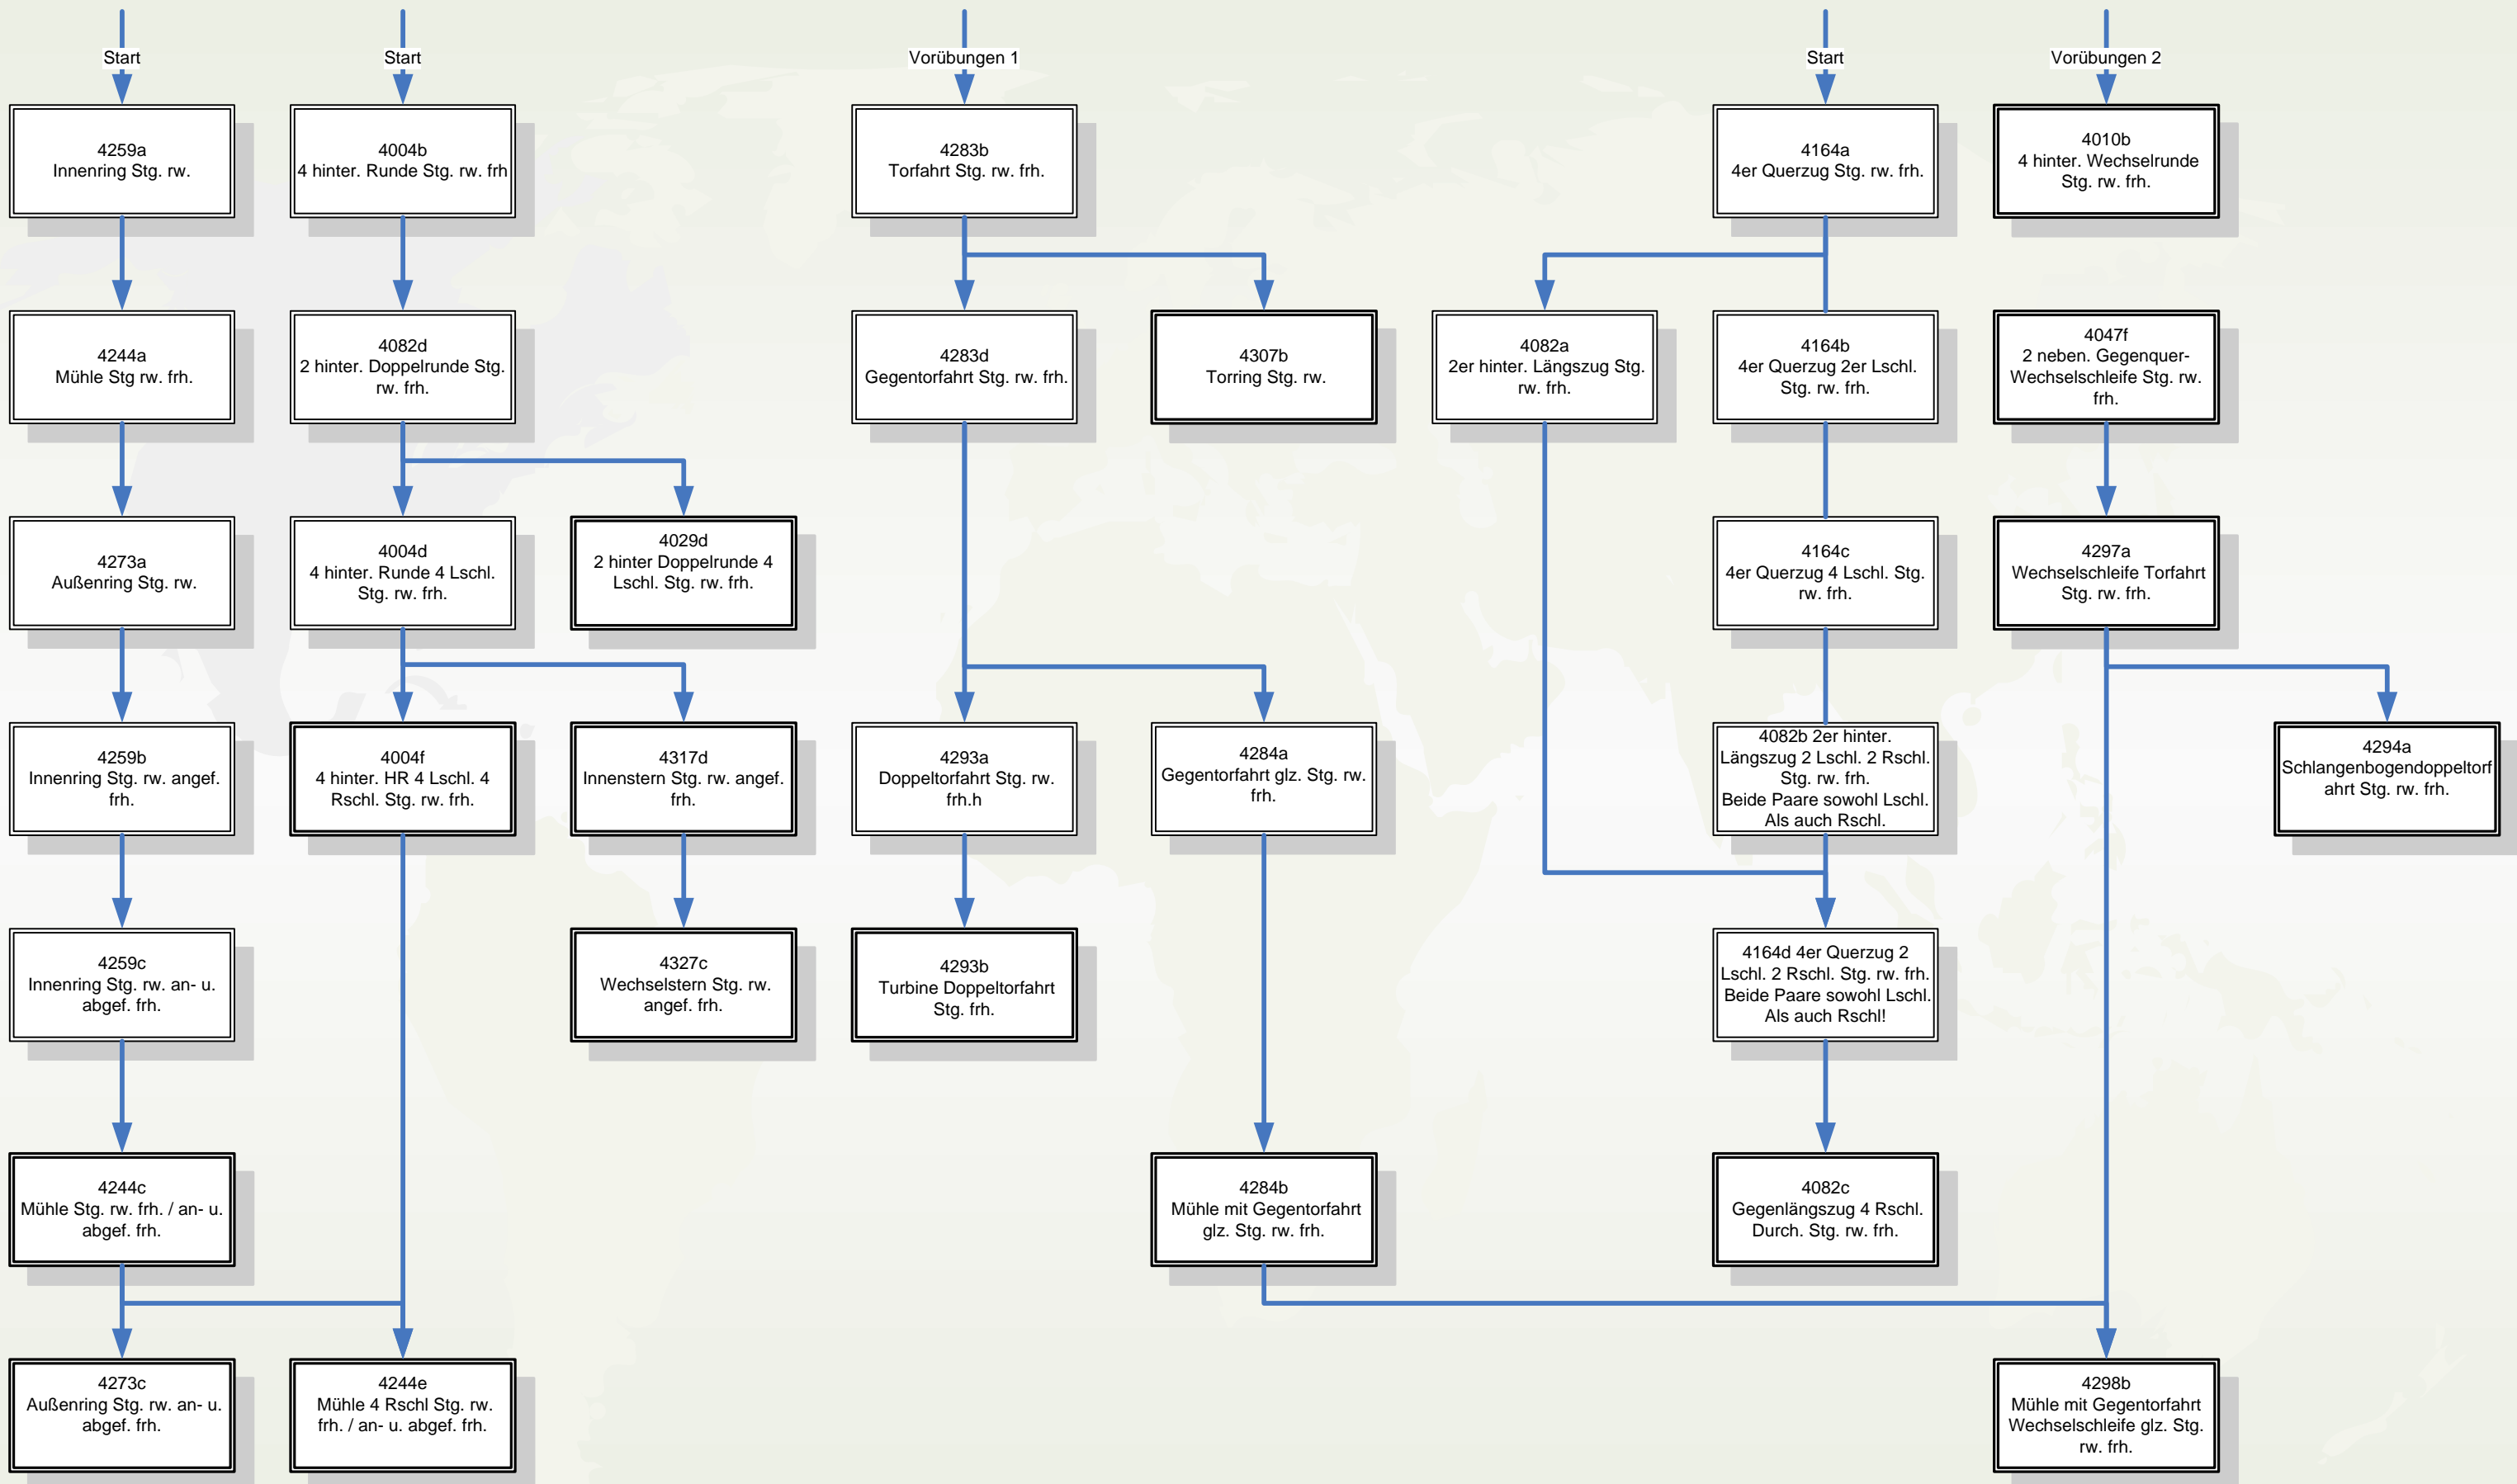 Start
Start
Vorübungen 1
Start
Vorübungen 2
4259a
Innenring Stg. rw.
4004b
4 hinter. Runde Stg. rw. frh
4283b
Torfahrt Stg. rw. frh.
4164a
4er Querzug Stg. rw. frh.
4010b
4 hinter. Wechselrunde
Stg. rw. frh.
4244a
Mühle Stg rw. frh.
4082d
2 hinter. Doppelrunde Stg.
rw. frh.
4283d
Gegentorfahrt Stg. rw. frh.
4307b
Torring Stg. rw.
4082a
2er hinter. Längszug Stg.
rw. frh.
4164b
4er Querzug 2er Lschl.
Stg. rw. frh.
4047f
2 neben. Gegenquer-
Wechselschleife Stg. rw.
frh.
4273a
Außenring Stg. rw.
4004d
4 hinter. Runde 4 Lschl.
Stg. rw. frh.
4029d
2 hinter Doppelrunde 4
Lschl. Stg. rw. frh.
4164c
4er Querzug 4 Lschl. Stg.
rw. frh.
4297a
Wechselschleife Torfahrt
Stg. rw. frh.
4259b
Innenring Stg. rw. angef.
frh.
4004f
4 hinter. HR 4 Lschl. 4
Rschl. Stg. rw. frh.
4317d
Innenstern Stg. rw. angef.
frh.
4293a
Doppeltorfahrt Stg. rw.
frh.h
4284a
Gegentorfahrt glz. Stg. rw.
frh.
4082b 2er hinter.
Längszug 2 Lschl. 2 Rschl.
Stg. rw. frh.
Beide Paare sowohl Lschl.
Als auch Rschl.
4294a
Schlangenbogendoppeltorf
ahrt Stg. rw. frh.
4259c
Innenring Stg. rw. an- u.
abgef. frh.
4327c
Wechselstern Stg. rw.
angef. frh.
4293b
Turbine Doppeltorfahrt
Stg. frh.
4164d 4er Querzug 2
Lschl. 2 Rschl. Stg. rw. frh.
Beide Paare sowohl Lschl.
Als auch Rschl!
4244c
Mühle Stg. rw. frh. / an- u.
abgef. frh.
4284b
Mühle mit Gegentorfahrt
glz. Stg. rw. frh.
4082c
Gegenlängszug 4 Rschl.
Durch. Stg. rw. frh.
4273c
Außenring Stg. rw. an- u.
abgef. frh.
4244e
Mühle 4 Rschl Stg. rw.
frh. / an- u. abgef. frh.
4298b
Mühle mit Gegentorfahrt
Wechselschleife glz. Stg.
rw. frh.